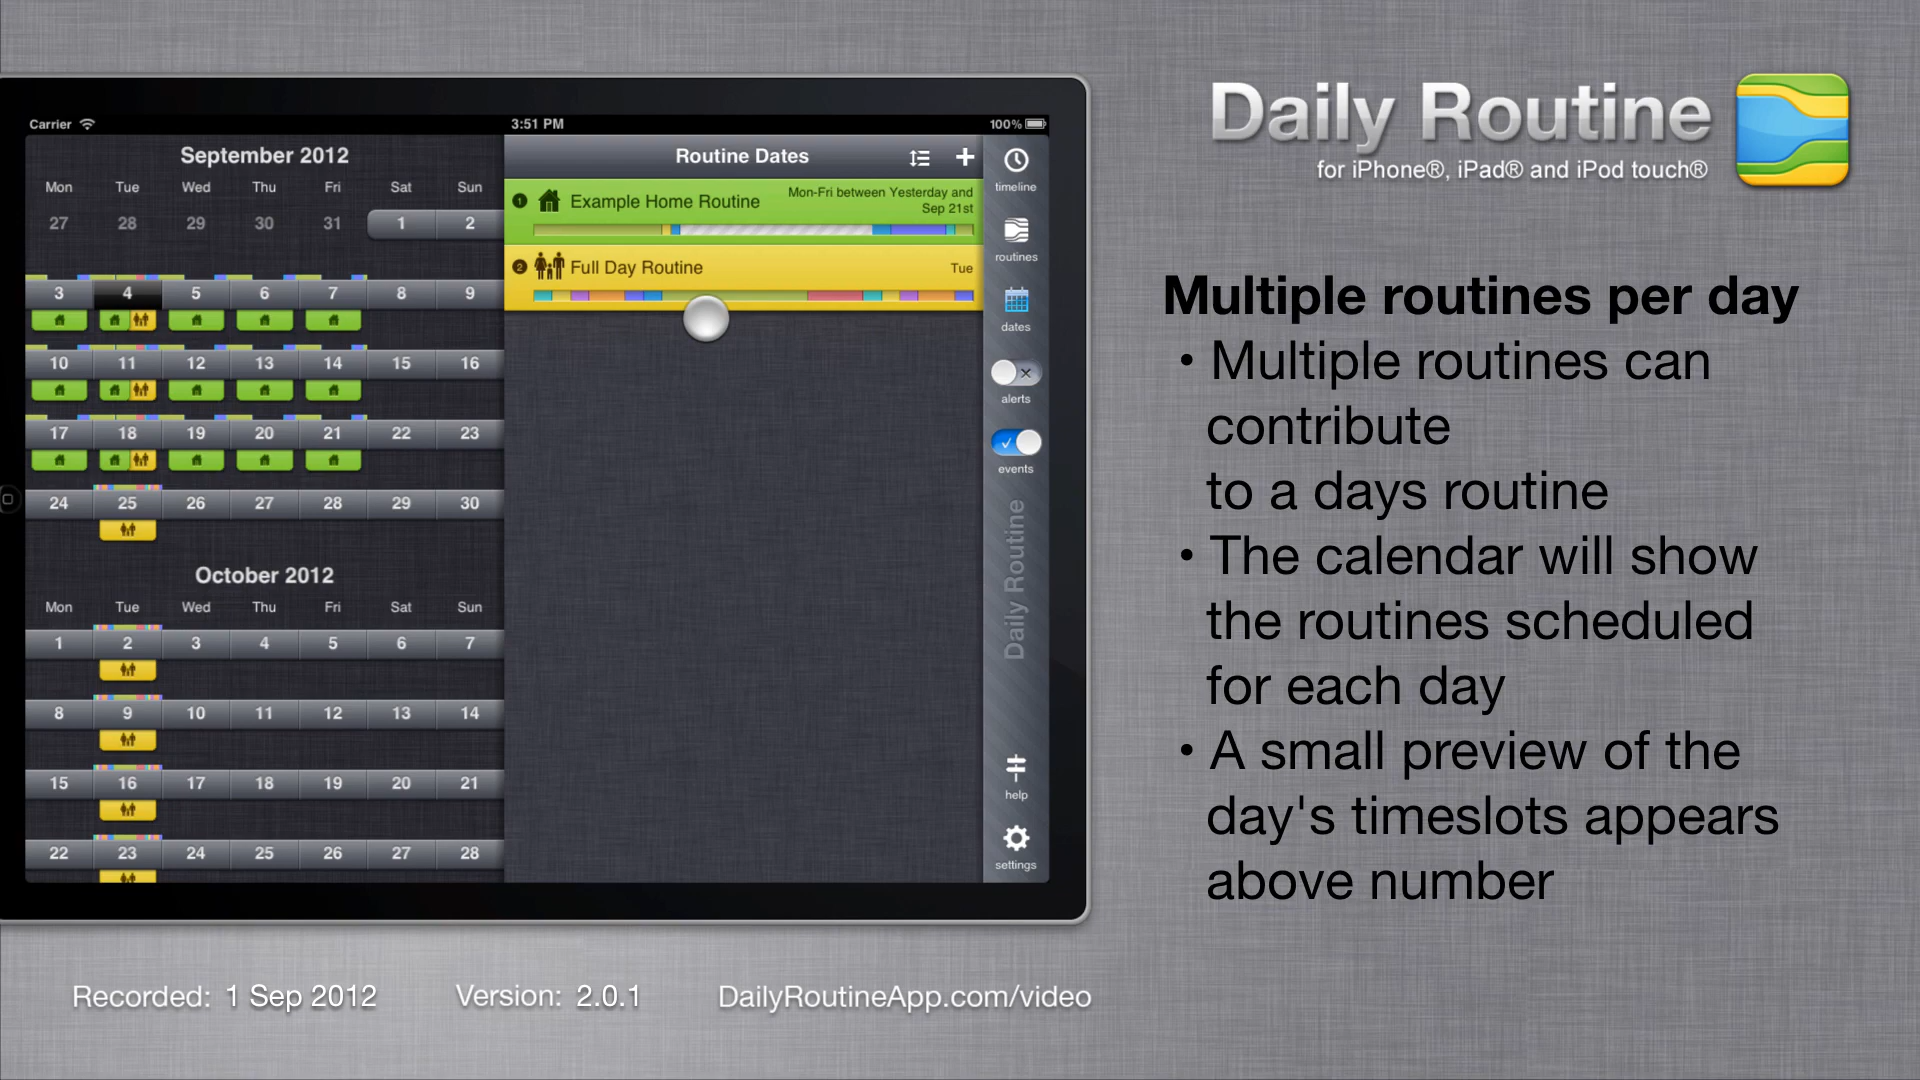 Carrier 3:51 PM 100%
September 2012
Mon Tue Wed Thu Fri Sat Sun
27 28 29 30 31 1 2
3 4 5 6 7 8 9
10 11 12 13 14 15 16
17 18 19 20 21 22 23
24 25 26 27 28 29 30
October 2012
Mon Tue Wed Thu Fri Sat Sun
1 2 3 4 5 6 7
8 9 10 11 12 13 14
15 16 17 18 19 20 21
22 23 24 25 26 27 28
Routine Dates
1 Example Home Routine
Mon-Fri between Yesterday and
Sep 21st
2 Full Day Routine Tue
timeline
routines
dates
alerts
events
Daily Routine
help
settings
Daily Routine
for iPhone®, iPad® and iPod touch®
Multiple routines per day
• Multiple routines can
contribute
to a days routine
• The calendar will show
the routines scheduled
for each day
• A small preview of the
day's timeslots appears
above number
Recorded: 1 Sep 2012 Version: 2.0.1 DailyRoutineApp.com/video